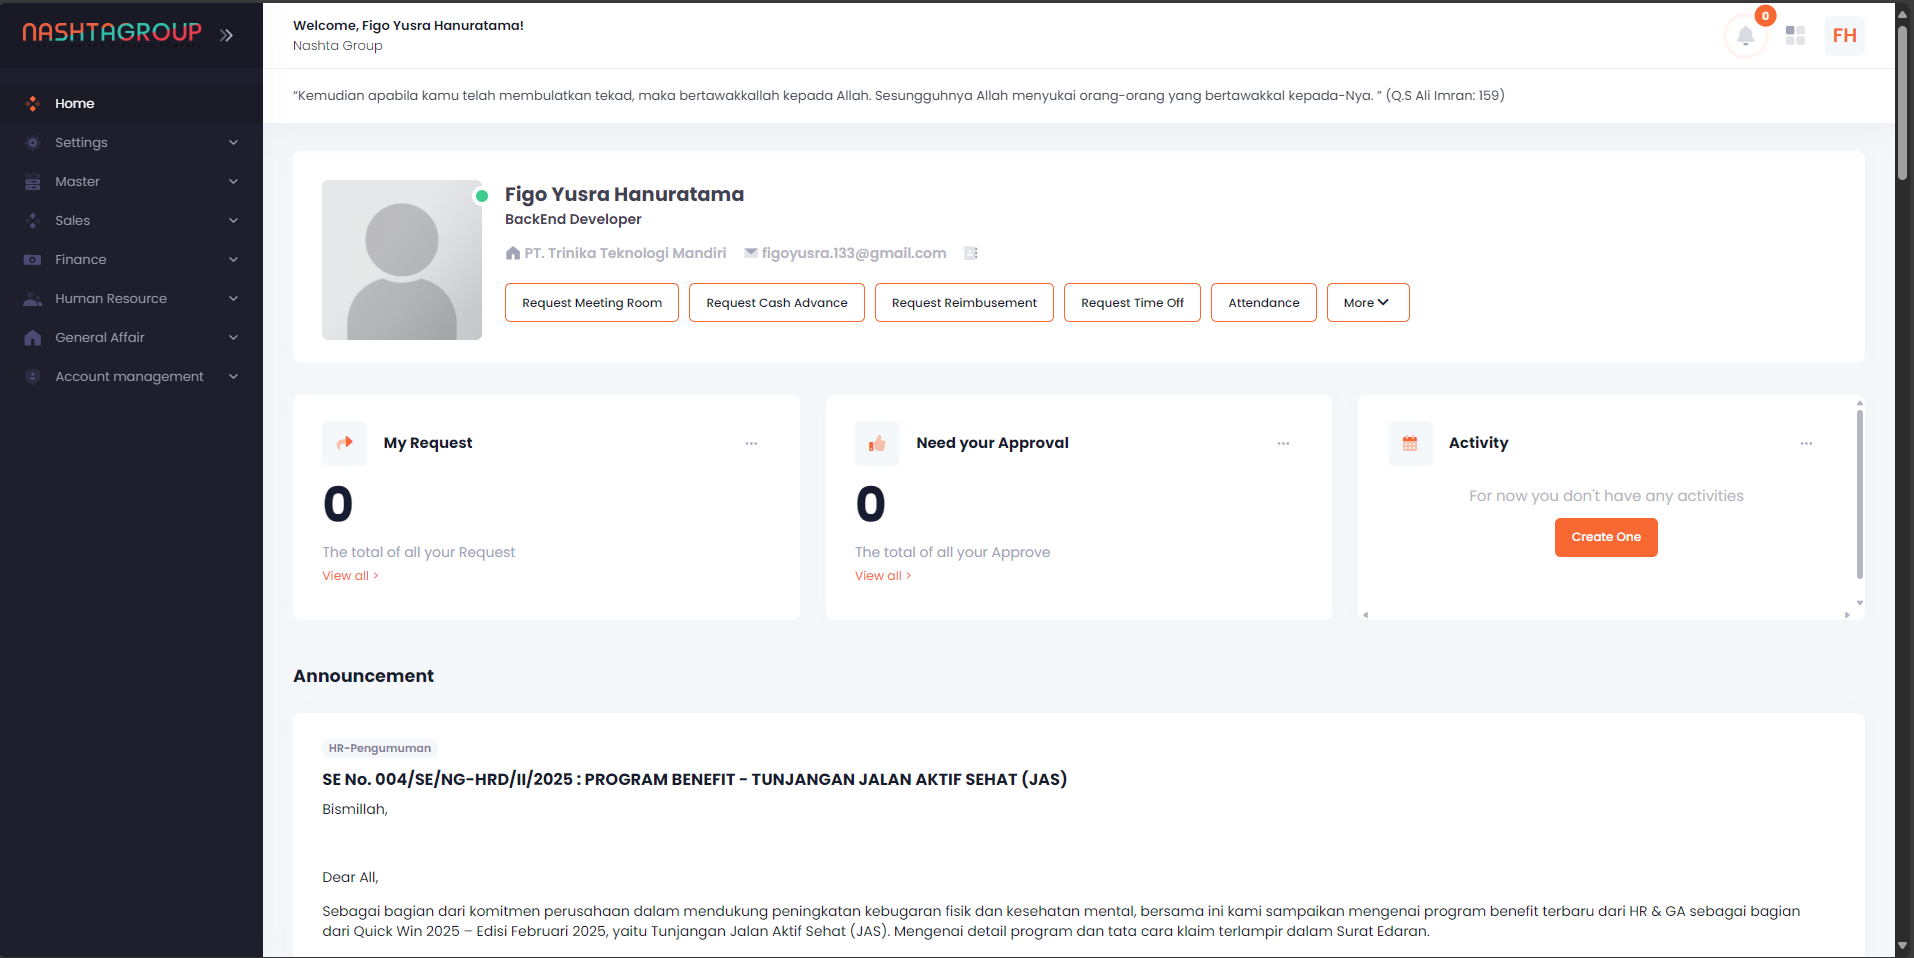 NASHTAGROUP
Home
Settings
Master
Sales
Finance
Human Resource
General Affair
Account management
Welcome, Figo Yusra Hanuratama!
Nashta Group
0
FH
“Kemudian apabila kamu telah membulatkan tekad, maka bertawakkallah kepada Allah. Sesungguhnya Allah menyukai orang-orang yang bertawakkal kepada-Nya. ” (Q.S Ali Imran: 159)
Figo Yusra Hanuratama
BackEnd Developer
PT. Trinika Teknologi Mandiri figoyusra.133@gmail.com
Request Meeting Room Request Cash Advance Request Reimbusement Request Time Off Attendance More
My Request
0
The total of all your Request
View all >
Need your Approval
0
The total of all your Approve
View all >
Activity
For now you don't have any activities
Create One
Announcement
HR-Pengumuman
SE No. 004/SE/NG-HRD/II/2025 : PROGRAM BENEFIT - TUNJANGAN JALAN AKTIF SEHAT (JAS)
Bismillah,
Dear All,
Sebagai bagian dari komitmen perusahaan dalam mendukung peningkatan kebugaran fisik dan kesehatan mental, bersama ini kami sampaikan mengenai program benefit terbaru dari HR & GA sebagai bagian
dari Quick Win 2025 – Edisi Februari 2025, yaitu Tunjangan Jalan Aktif Sehat (JAS). Mengenai detail program dan tata cara klaim terlampir dalam Surat Edaran.